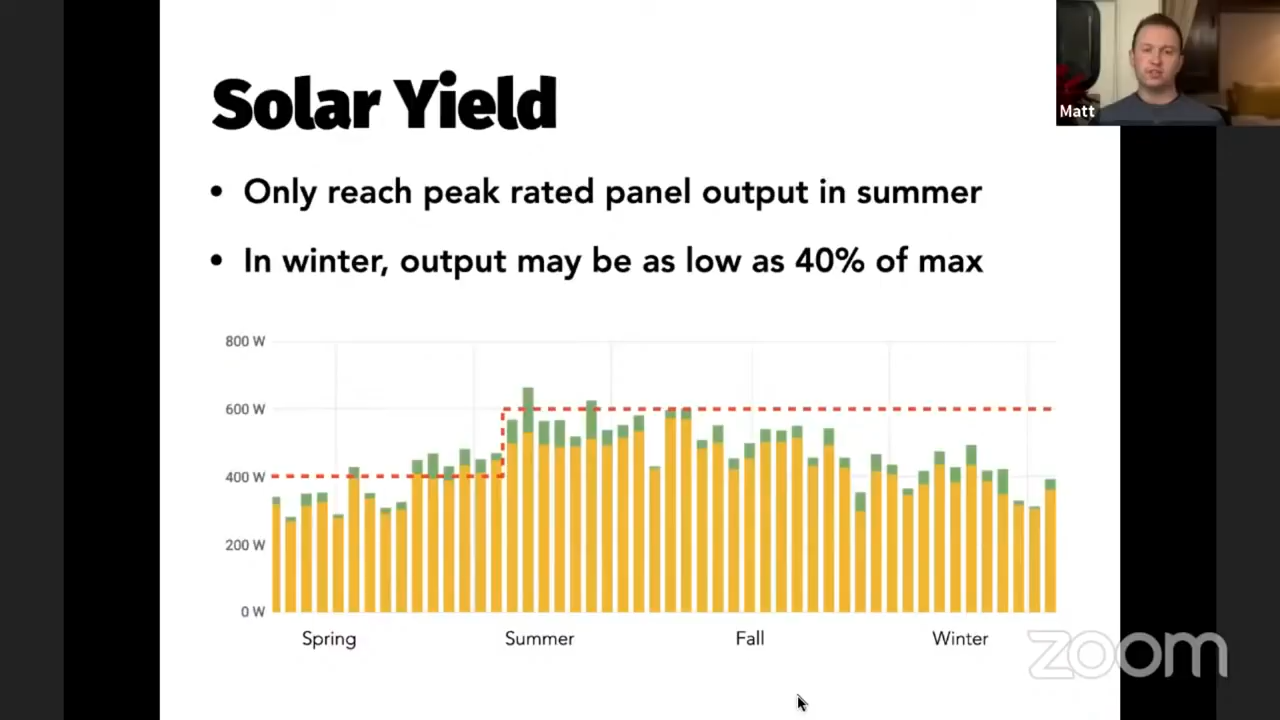 Matt
Solar Yield
• Only reach peak rated panel output in summer
• In winter, output may be as low as 40% of max
800 W
600 W
400 W
200 W
0 W
Spring Summer Fall Winter
zoom